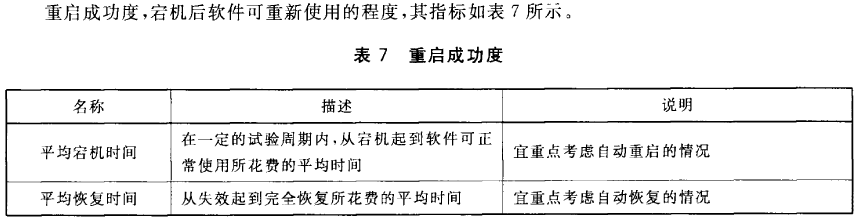 重启成功度,宕机后软件可重新使用的程度,其指标如表 7 所示。
表 7 重启成功度
名称 描述 说明
平均宕机时间 在一定的试验周期内,从宕机起到软件可正 宜重点考虑自动重启的情况
常使用所花费的平均时间
平均恢复时间 从失效起到完全恢复所花费的平均时间 宜重点考虑自动恢复的情况